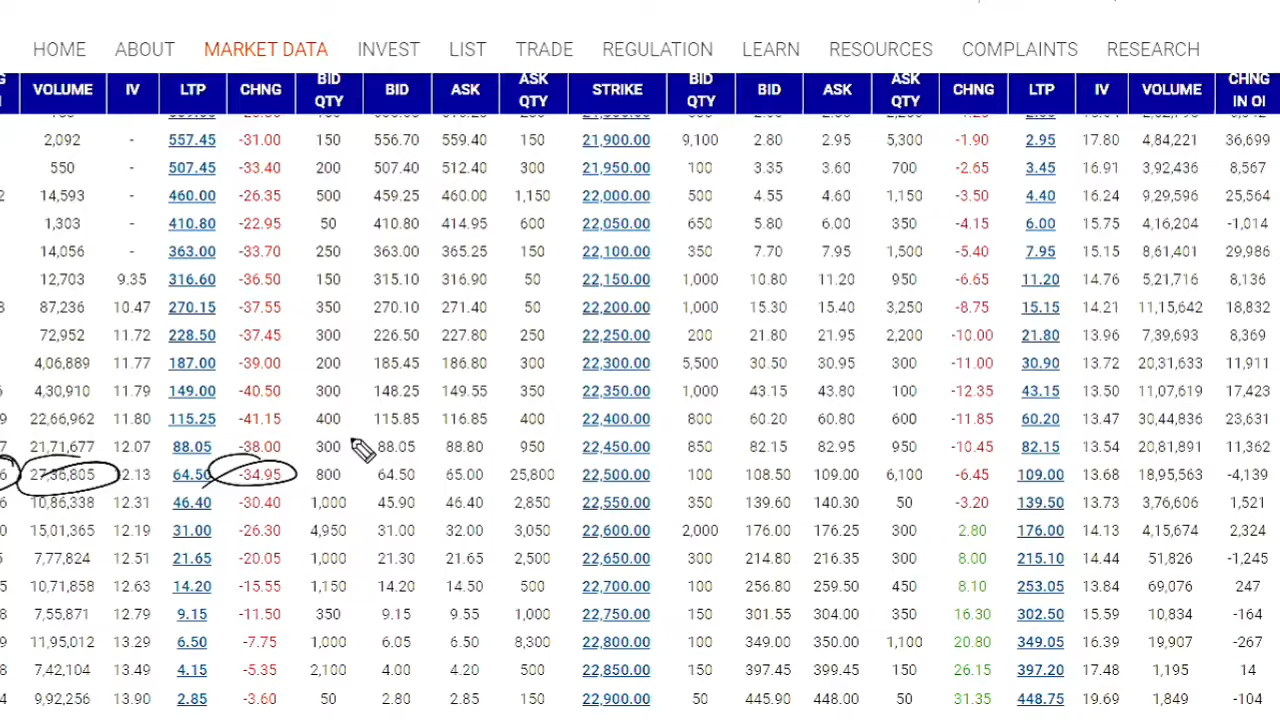 HOME ABOUT MARKET DATA INVEST LIST TRADE REGULATION LEARN RESOURCES COMPLAINTS RESEARCH
VOLUME IV LTP CHNG BID QTY BID ASK ASK QTY STRIKE BID QTY BID ASK ASK QTY CHNG LTP IV VOLUME CHNG IN OI
2,092 - 557.45 -31.00 150 556.70 559.40 150 21,900.00 9,100 2.80 2.95 5,300 -1.90 2.95 17.80 4,84,221 36,699
550 - 507.45 -33.40 200 507.40 512.40 300 21,950.00 100 3.35 3.60 700 -2.65 3.45 16.91 3,92,436 8,567
2 14,593 - 460.00 -26.35 500 459.25 460.00 1,150 22,000.00 500 4.55 4.60 1,150 -3.50 4.40 16.24 9,29,596 25,564
1,303 - 410.80 -22.95 50 410.80 414.95 600 22,050.00 650 5.80 6.00 350 -4.15 6.00 15.75 4,16,204 -1,014
14,056 - 363.00 -33.70 250 363.00 365.25 150 22,100.00 350 7.70 7.95 1,500 -5.40 7.95 15.15 8,61,401 29,986
12,703 9.35 316.60 -36.50 150 315.10 316.90 50 22,150.00 1,000 10.80 11.20 950 -6.65 11.20 14.76 5,21,716 8,136
87,236 10.47 270.15 -37.55 350 270.10 271.40 50 22,200.00 1,000 15.30 15.40 3,250 -8.75 15.15 14.21 11,15,642 18,832
72,952 11.72 228.50 -37.45 300 226.50 227.80 250 22,250.00 200 21.80 21.95 2,200 -10.00 21.80 13.96 7,39,693 8,369
4,06,889 11.77 187.00 -39.00 200 185.45 186.80 300 22,300.00 5,500 30.50 30.95 300 -11.00 30.90 13.72 20,31,633 11,911
4,30,910 11.79 149.00 -40.50 300 148.25 149.55 350 22,350.00 1,000 43.15 43.80 100 -12.35 43.15 13.50 11,07,619 17,423
9 22,66,962 11.80 115.25 -41.15 400 115.85 116.85 400 22,400.00 800 60.20 60.80 600 -11.85 60.20 13.47 30,44,836 23,631
7 21,71,677 12.07 88.05 -38.00 300 88.05 88.80 950 22,450.00 850 82.15 82.95 950 -10.45 82.15 13.54 20,81,891 11,362
6 27,36,805 12.13 64.50 -34.95 800 64.50 65.00 25,800 22,500.00 100 108.50 109.00 6,100 -6.45 109.00 13.68 18,95,563 -4,139
6 10,86,338 12.31 46.40 -30.40 1,000 45.90 46.40 2,850 22,550.00 350 139.60 140.30 50 -3.20 139.50 13.73 3,76,606 1,521
0 15,01,365 12.19 31.00 -26.30 4,950 31.00 32.00 3,050 22,600.00 2,000 176.00 176.25 300 2.80 176.00 14.13 4,15,674 2,324
7,77,824 12.51 21.65 -20.05 1,000 21.30 21.65 2,500 22,650.00 300 214.80 216.35 300 8.00 215.10 14.44 51,826 -1,245
5 10,71,858 12.63 14.20 -15.55 1,150 14.20 14.50 500 22,700.00 100 256.80 259.50 450 8.10 253.05 13.84 69,076 247
8 7,55,871 12.79 9.15 -11.50 350 9.15 9.55 1,000 22,750.00 150 301.55 304.00 350 16.30 302.50 15.59 10,834 -164
9 11,95,012 13.29 6.50 -7.75 1,000 6.05 6.50 8,300 22,800.00 100 349.00 350.00 1,100 20.80 349.05 16.39 19,907 -267
8 7,42,104 13.49 4.15 -5.35 2,100 4.00 4.20 500 22,850.00 150 397.45 399.45 150 26.15 397.20 17.48 1,195 14
4 9,92,256 13.90 2.85 -3.60 50 2.80 2.85 150 22,900.00 50 445.90 448.00 50 31.35 448.75 19.69 1,849 -104